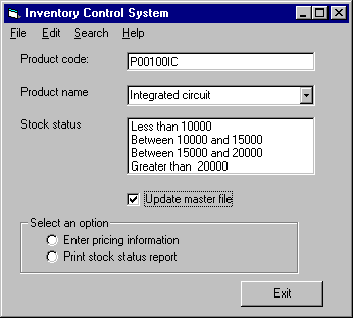 Inventory Control System
File Edit Search Help
Product code: P00100IC
Product name Integrated circuit
Stock status
Less than 10000
Between 10000 and 15000
Between 15000 and 20000
Greater than 20000
Update master file
Select an option
Enter pricing information
Print stock status report
Exit